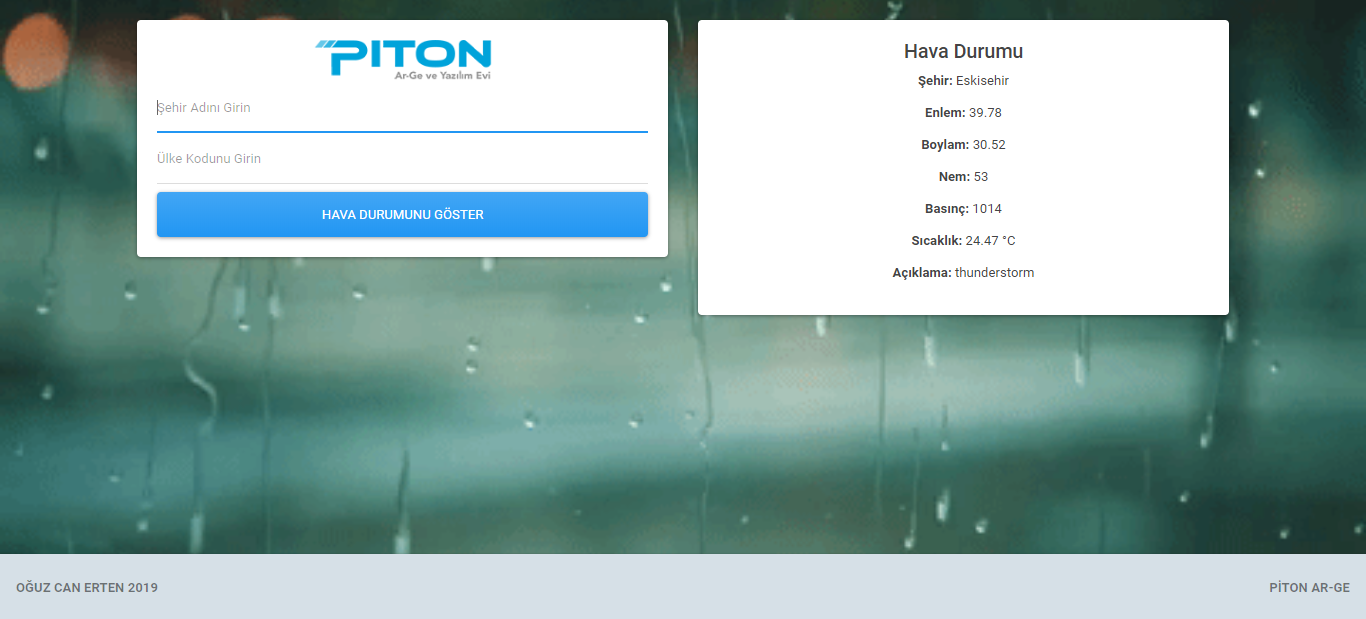 PITON
Ar-Ge ve Yazılım Evi
Şehir Adını Girin
Ülke Kodunu Girin
HAVA DURUMUNU GÖSTER
Hava Durumu
Şehir: Eskisehir
Enlem: 39.78
Boylam: 30.52
Nem: 53
Basınç: 1014
Sıcaklık: 24.47 °C
Açıklama: thunderstorm
OĞUZ CAN ERTEN 2019
PİTON AR-GE